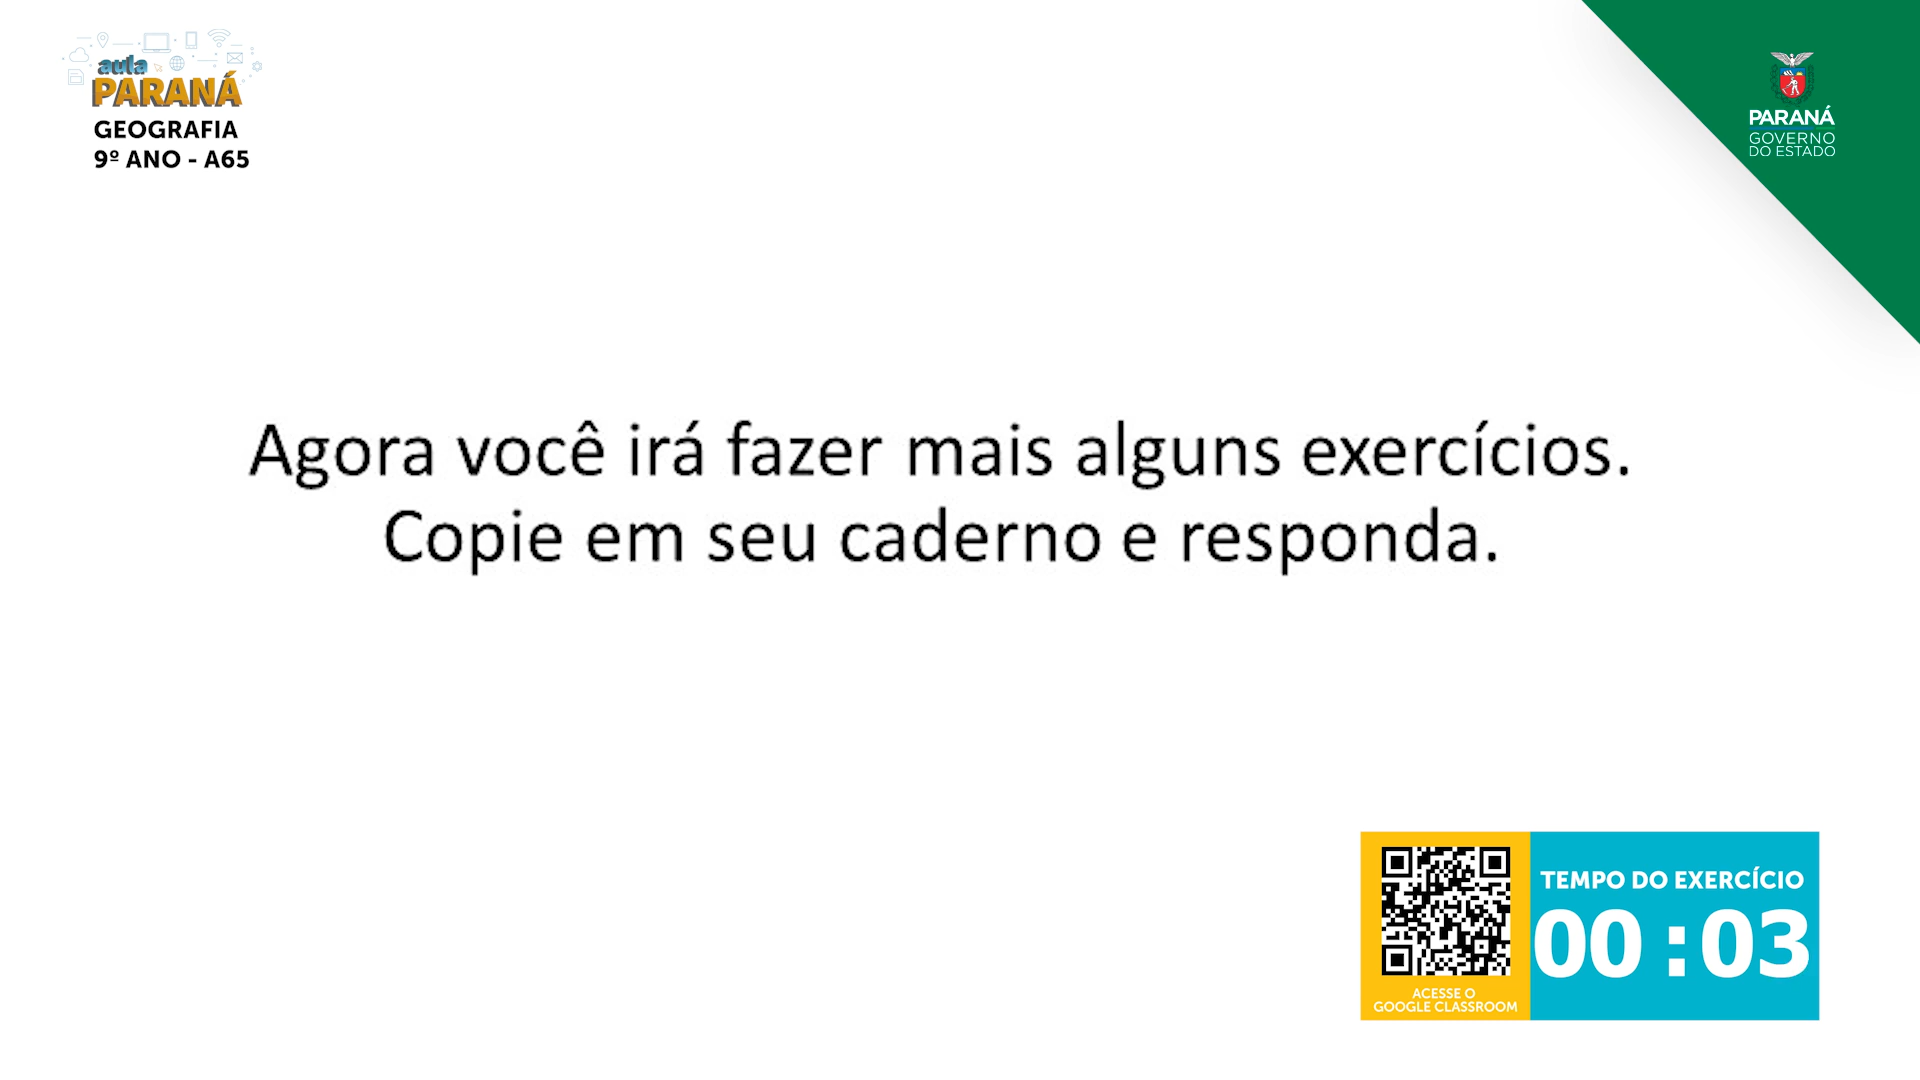 aula
PARANÁ
GEOGRAFIA
9º ANO - A65
PARANÁ
GOVERNO
DO ESTADO
Agora você irá fazer mais alguns exercícios.
Copie em seu caderno e responda.
TEMPO DO EXERCÍCIO
00 : 03
ACESSE O
GOOGLE CLASSROOM